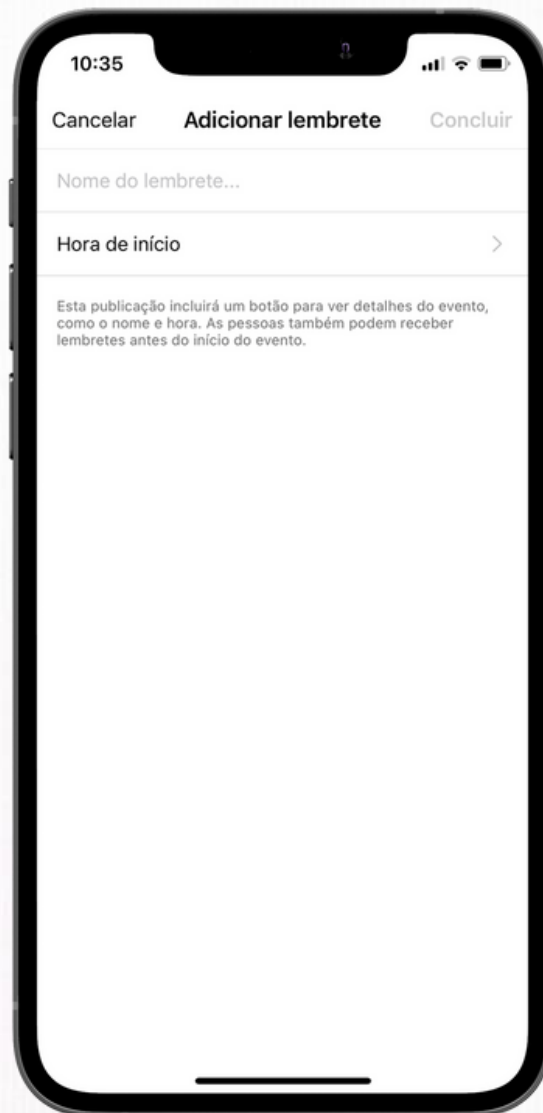 10:35
Cancelar Adicionar lembrete Concluir
Nome do lembrete...
Hora de início
Esta publicação incluirá um botão para ver detalhes do evento,
como o nome e hora. As pessoas também podem receber
lembretes antes do início do evento.